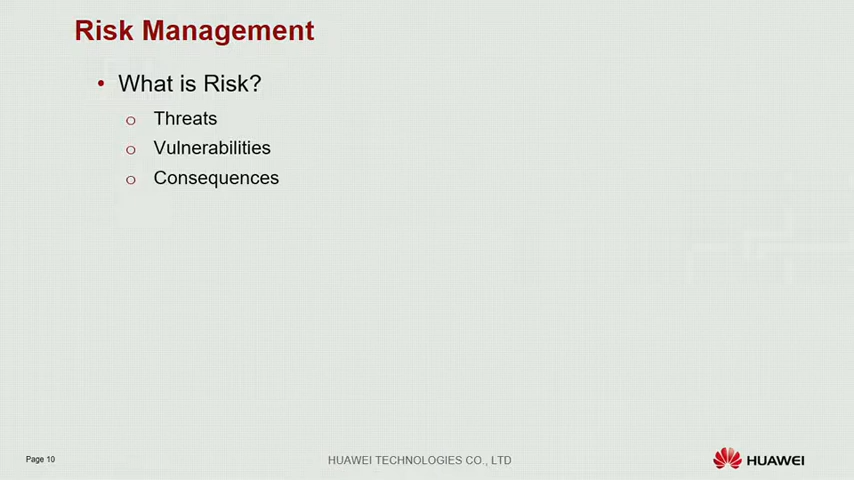 Risk Management
• What is Risk?
o Threats
o Vulnerabilities
o Consequences
Page 10
HUAWEI TECHNOLOGIES CO., LTD
HUAWEI